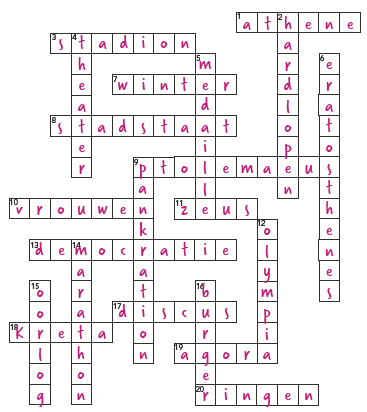 1 athene
2 hardlopen
3 stadion
4 theater
5 medaille
6 eratosthenes
7 winter
8 stadstaat
9 ptolemaeus
9 pankration
10 vrouwen
11 zeus
12 olympia
13 democratie
14 marathon
15 oorlog
16 burger
17 discus
18 Kreta
19 agora
20 ringen